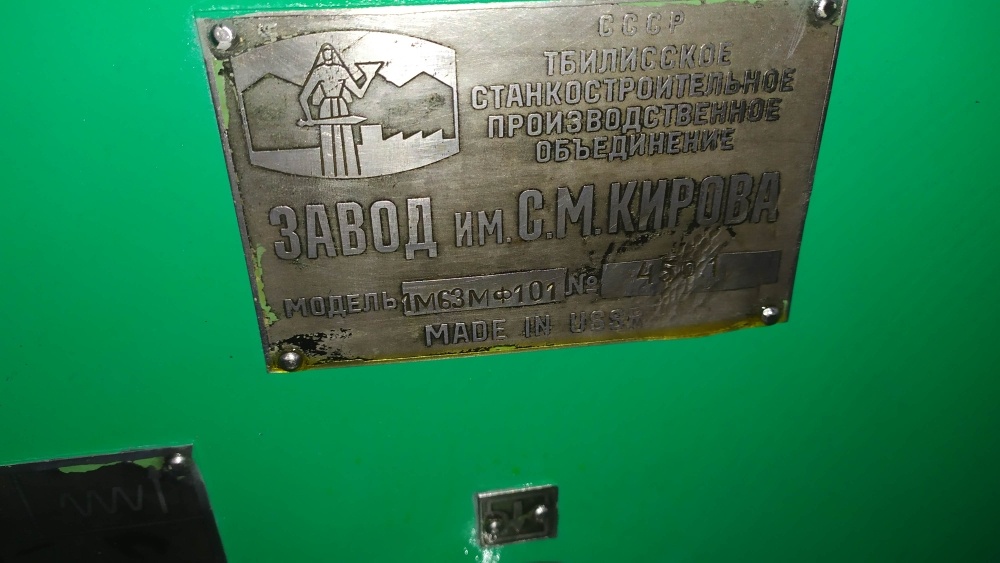 СССР
ТБИЛИССКОЕ
СТАНКОСТРОИТЕЛЬНОЕ
ПРОИЗВОДСТВЕННОЕ
ОБЪЕДИНЕНИЕ
ЗАВОД ИМ. С.М.КИРОВА
МОДЕЛЬ 1М63МФ101 №
MADE IN USSR